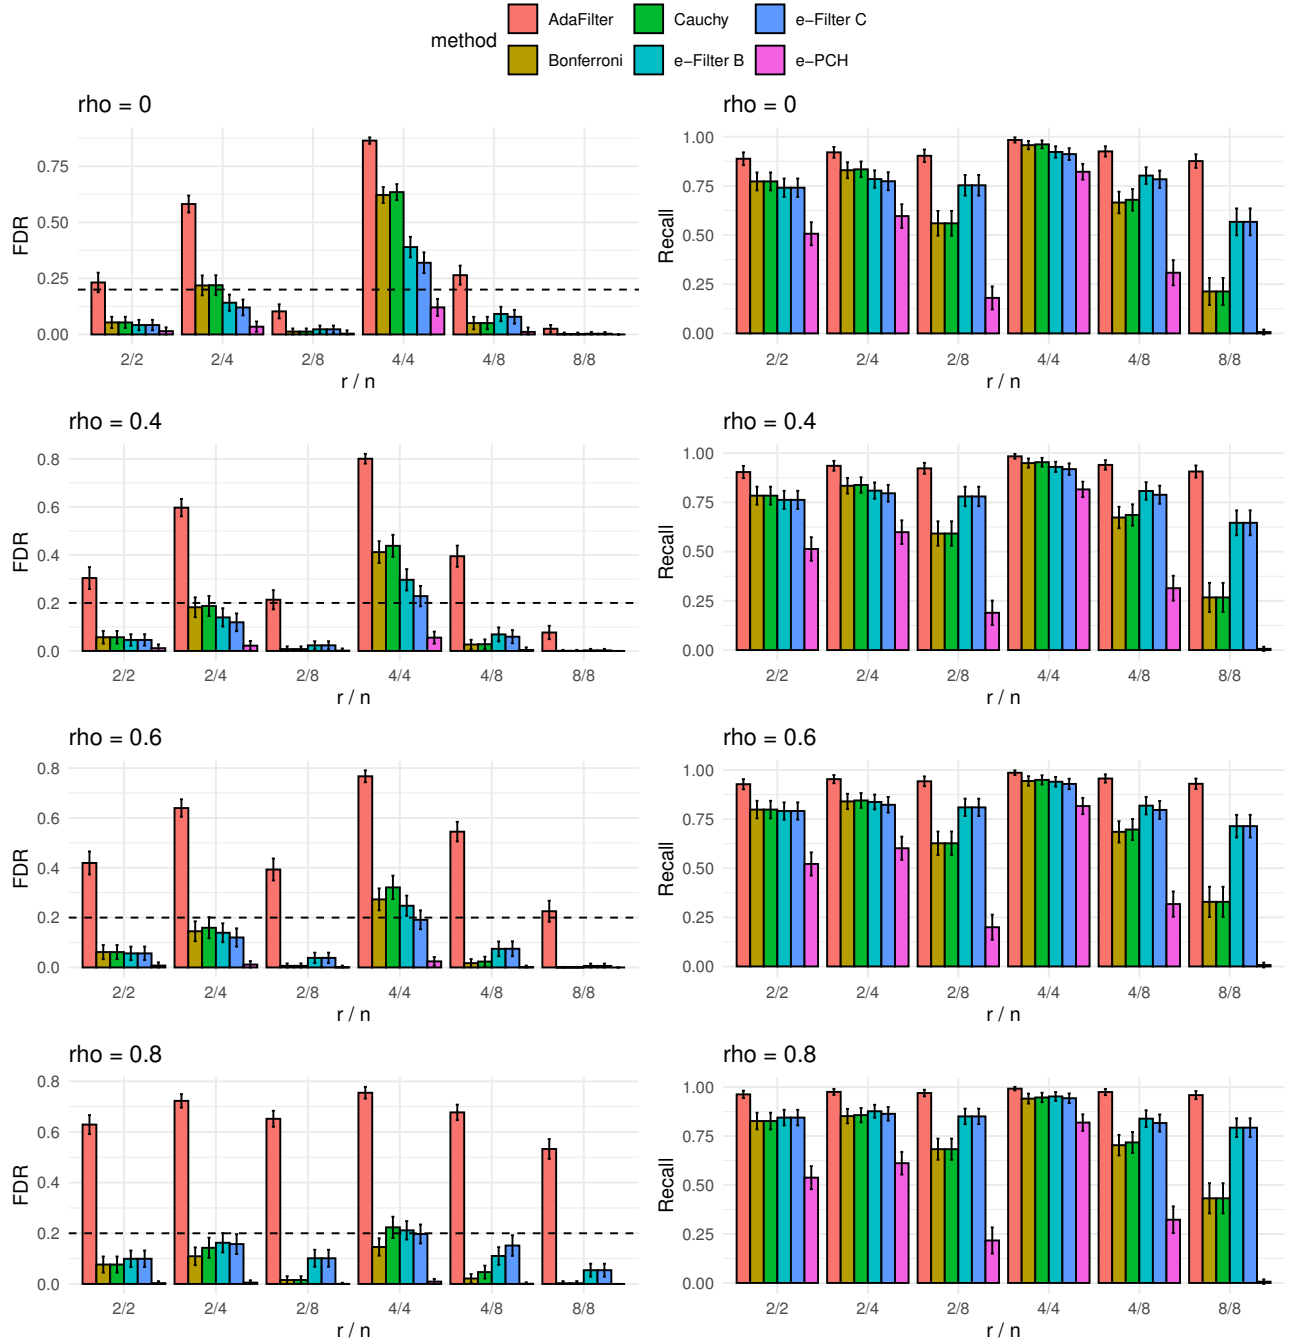 method
AdaFilter
Cauchy
e−Filter C
Bonferroni
e−Filter B
e−PCH
rho = 0
FDR
0.75
0.50
0.25
0.00
2/2 2/4 2/8 4/4 4/8 8/8
r / n
rho = 0
Recall
1.00
0.75
0.50
0.25
0.00
2/2 2/4 2/8 4/4 4/8 8/8
r / n
rho = 0.4
FDR
0.8
0.6
0.4
0.2
0.0
2/2 2/4 2/8 4/4 4/8 8/8
r / n
rho = 0.4
Recall
1.00
0.75
0.50
0.25
0.00
2/2 2/4 2/8 4/4 4/8 8/8
r / n
rho = 0.6
FDR
0.8
0.6
0.4
0.2
0.0
2/2 2/4 2/8 4/4 4/8 8/8
r / n
rho = 0.6
Recall
1.00
0.75
0.50
0.25
0.00
2/2 2/4 2/8 4/4 4/8 8/8
r / n
rho = 0.8
FDR
0.8
0.6
0.4
0.2
0.0
2/2 2/4 2/8 4/4 4/8 8/8
r / n
rho = 0.8
Recall
1.00
0.75
0.50
0.25
0.00
2/2 2/4 2/8 4/4 4/8 8/8
r / n